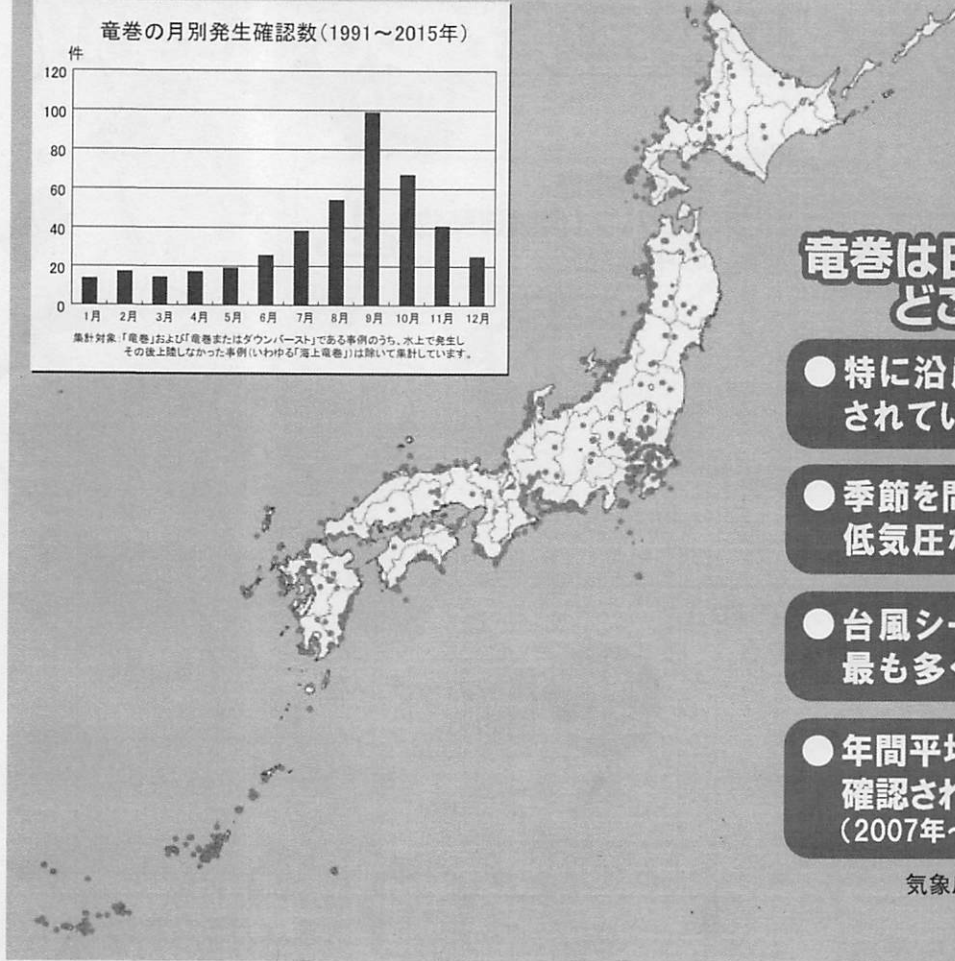 竜巻の月別発生確認数(1991～2015年)
件
120
100
80
60
40
20
0
1月 2月 3月 4月 5月 6月 7月 8月 9月 10月 11月 12月
集計対象:「竜巻」および「竜巻またはダウンバースト」である事例のうち、水上で発生し
その後上陸しなかった事例(いわゆる「海上竜巻」)は除いて集計しています。
竜巻は
どこ
●特に沿
されてい
●季節を
低気圧
●台風シー
最も多く
●年間平
確認され
(2007年～
気象